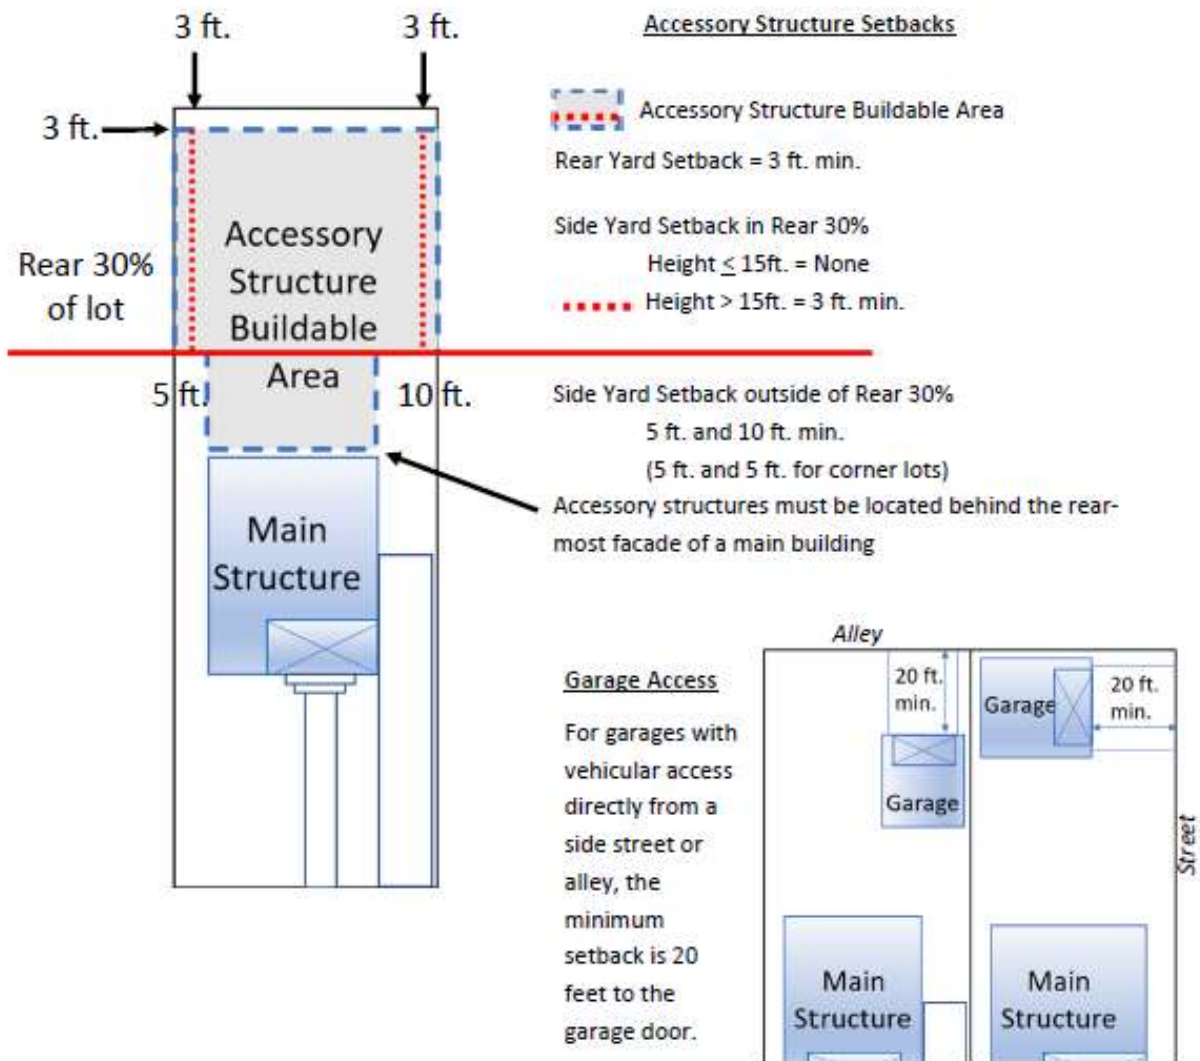 3 ft.
3 ft.
3 ft.
Rear 30%
of lot
Accessory
Structure
Buildable
Area
5 ft.
10 ft.
Main
Structure
Accessory Structure Setbacks
Accessory Structure Buildable Area
Rear Yard Setback = 3 ft. min.
Side Yard Setback in Rear 30%
Height ≤ 15ft. = None
Height > 15ft. = 3 ft. min.
Side Yard Setback outside of Rear 30%
5 ft. and 10 ft. min.
(5 ft. and 5 ft. for corner lots)
Accessory structures must be located behind the rear-
most facade of a main building
Garage Access
For garages with
vehicular access
directly from a
side street or
alley, the
minimum
setback is 20
feet to the
garage door.
Alley
20 ft.
min.
Garage
Garage
20 ft.
min.
Street
Main
Structure
Main
Structure